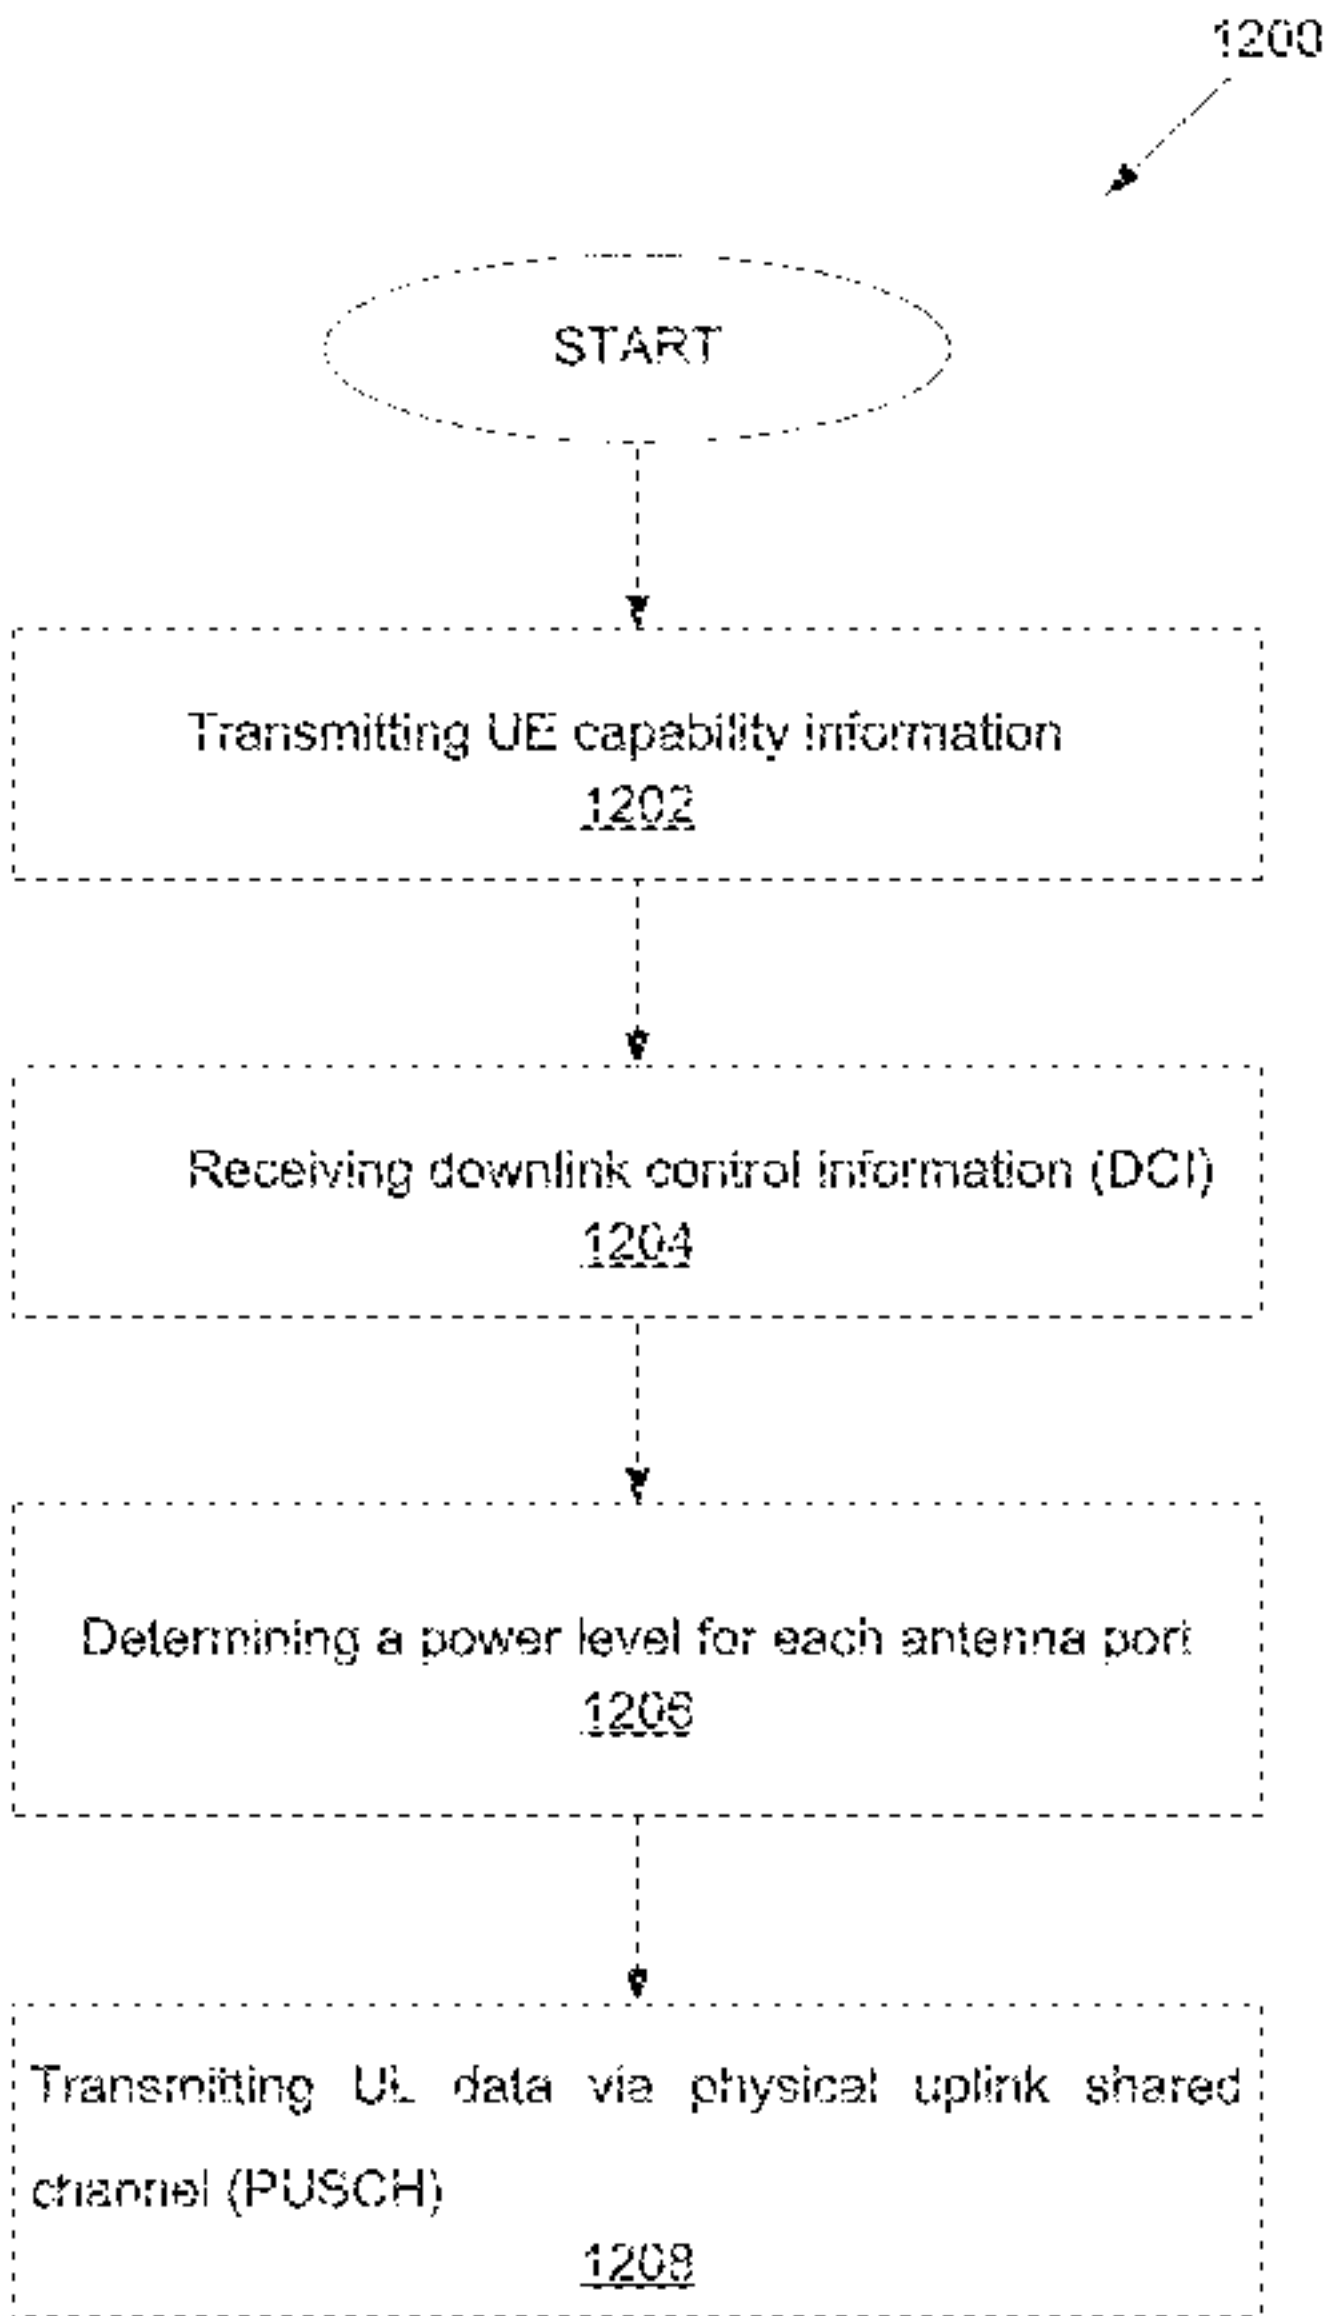 1200
START
Transmitting UE capability information
1202
Receiving downlink control information (DCI)
1204
Determining a power level for each antenna port
1206
Transmitting UL data via physical uplink shared
channel (PUSCH)
1208